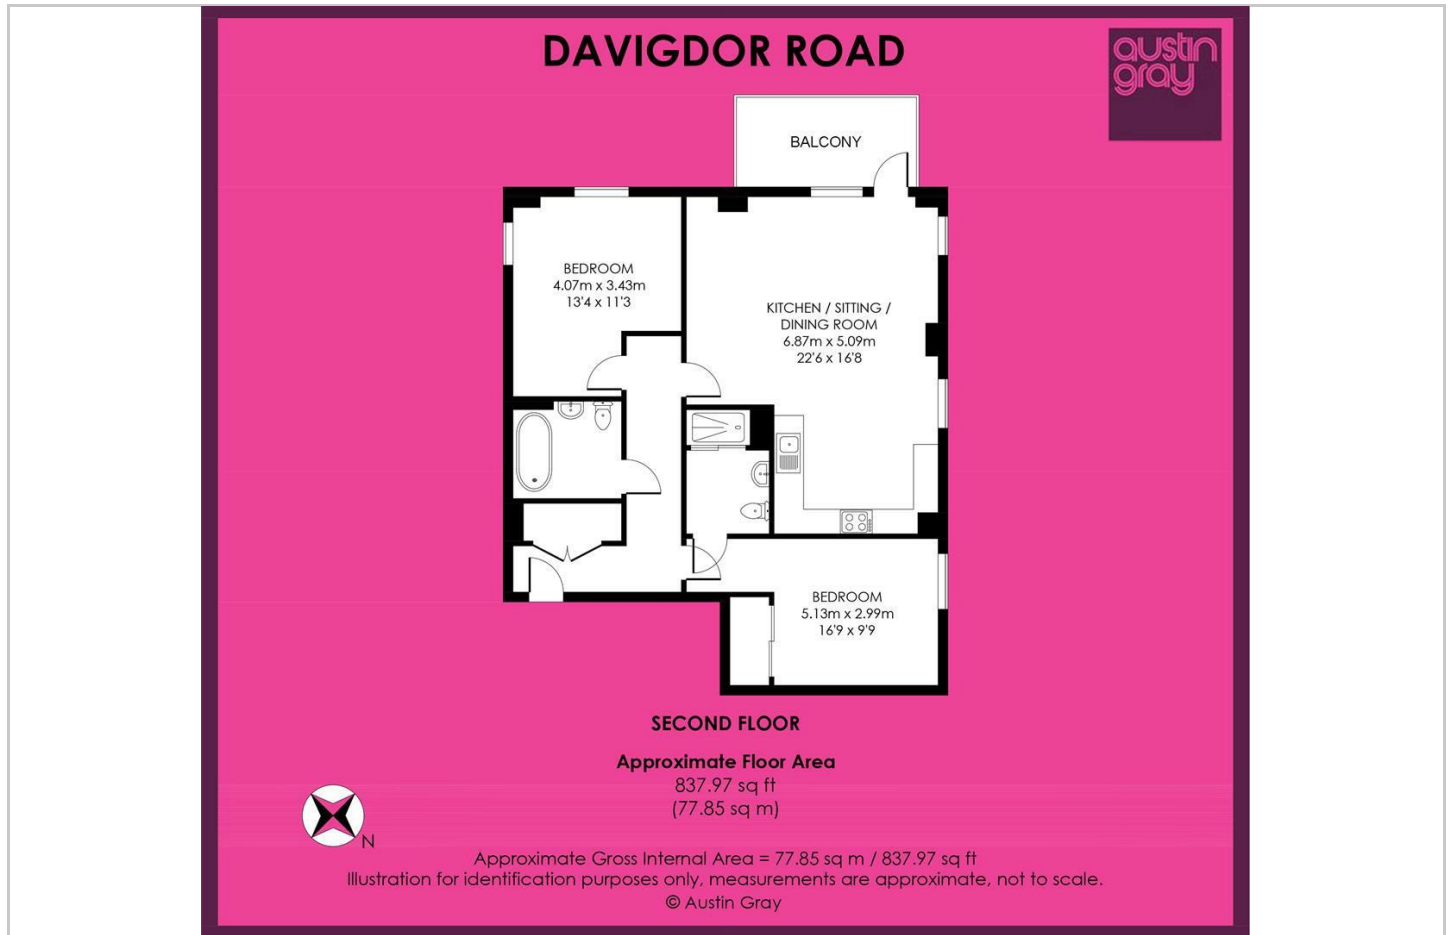 DAVIGDOR ROAD
austin
gray
BALCONY
BEDROOM
4.07m x 3.43m
13'4 x 11'3
KITCHEN / SITTING /
DINING ROOM
6.87m x 5.09m
22'6 x 16'8
BEDROOM
5.13m x 2.99m
16'9 x 9'9
SECOND FLOOR
Approximate Floor Area
837.97 sq ft
(77.85 sq m)
N
Approximate Gross Internal Area = 77.85 sq m / 837.97 sq ft
Illustration for identification purposes only, measurements are approximate, not to scale.
© Austin Gray